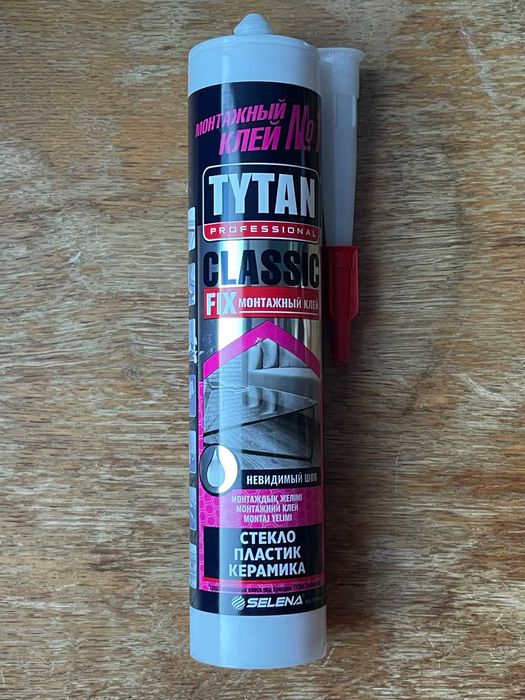 МОНТАЖНЫЙ
КЛЕЙ №1
TYTAN
PROFESSIONAL
CLASSIC
FIX МОНТАЖНЫЙ КЛЕЙ
НЕВИДИМЫЙ ШОВ
МОНТАЖДЫҚ ЖЕЛІМІ
МОНТАЖНИЙ КЛЕЙ
MONTAJ YELIMI
СТЕКЛО
ПЛАСТИК
КЕРАМИКА
SELENA